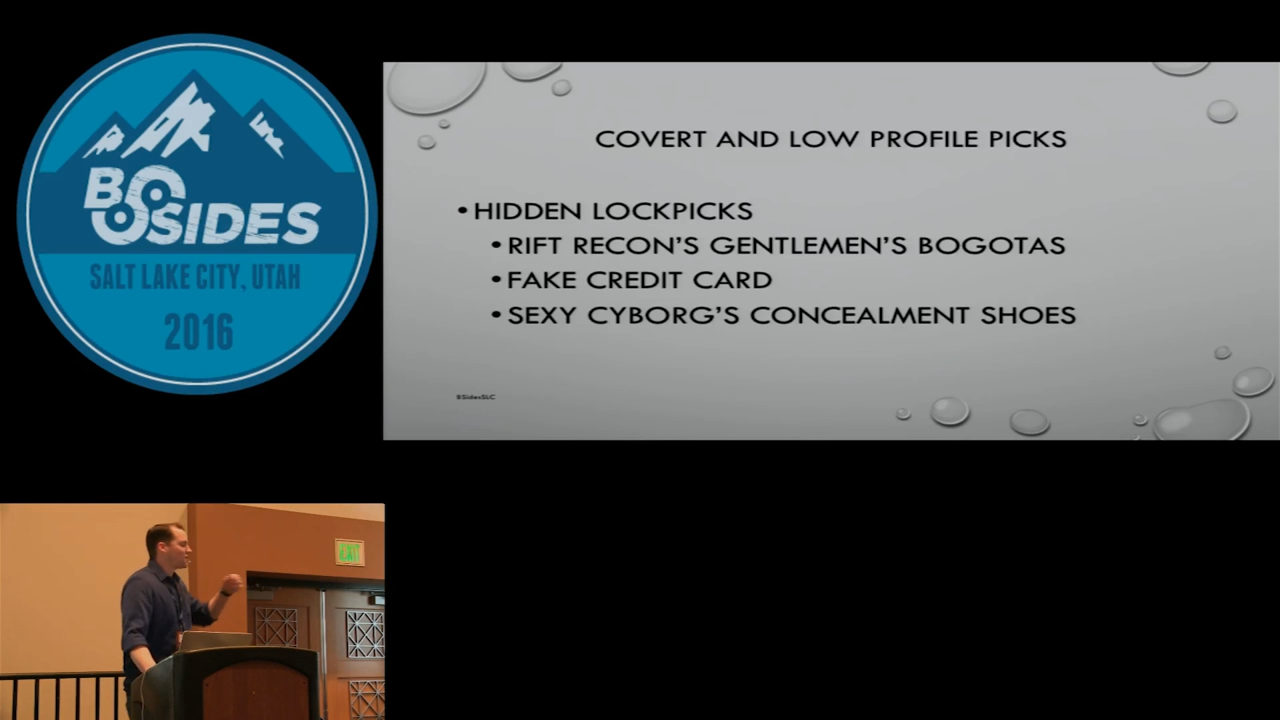 BSIDES
SALT LAKE CITY, UTAH
2016
COVERT AND LOW PROFILE PICKS
•HIDDEN LOCKPICKS
•RIFT RECON'S GENTLEMEN'S BOGOTAS
•FAKE CREDIT CARD
•SEXY CYBORG'S CONCEALMENT SHOES
BSidesSLC
EXIT